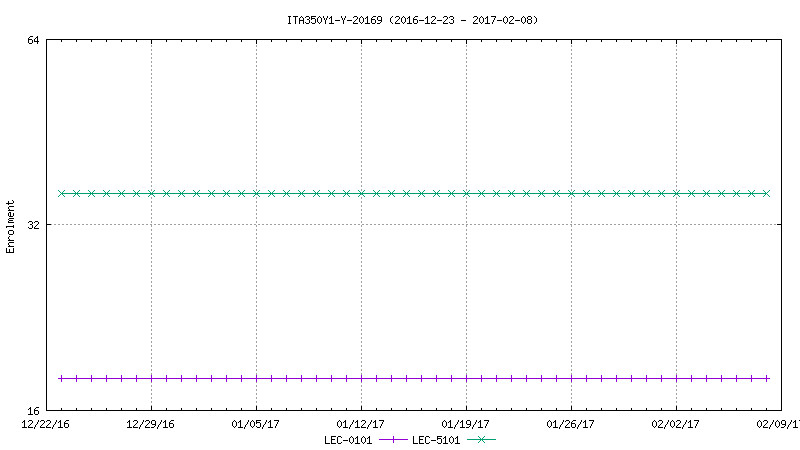 ITA350Y1-Y-20169 (2016-12-23 - 2017-02-08)
64
32
16
Enrolment
12/22/16 12/29/16 01/05/17 01/12/17 01/19/17 01/26/17 02/02/17 02/09/1
LEC-0101 LEC-5101